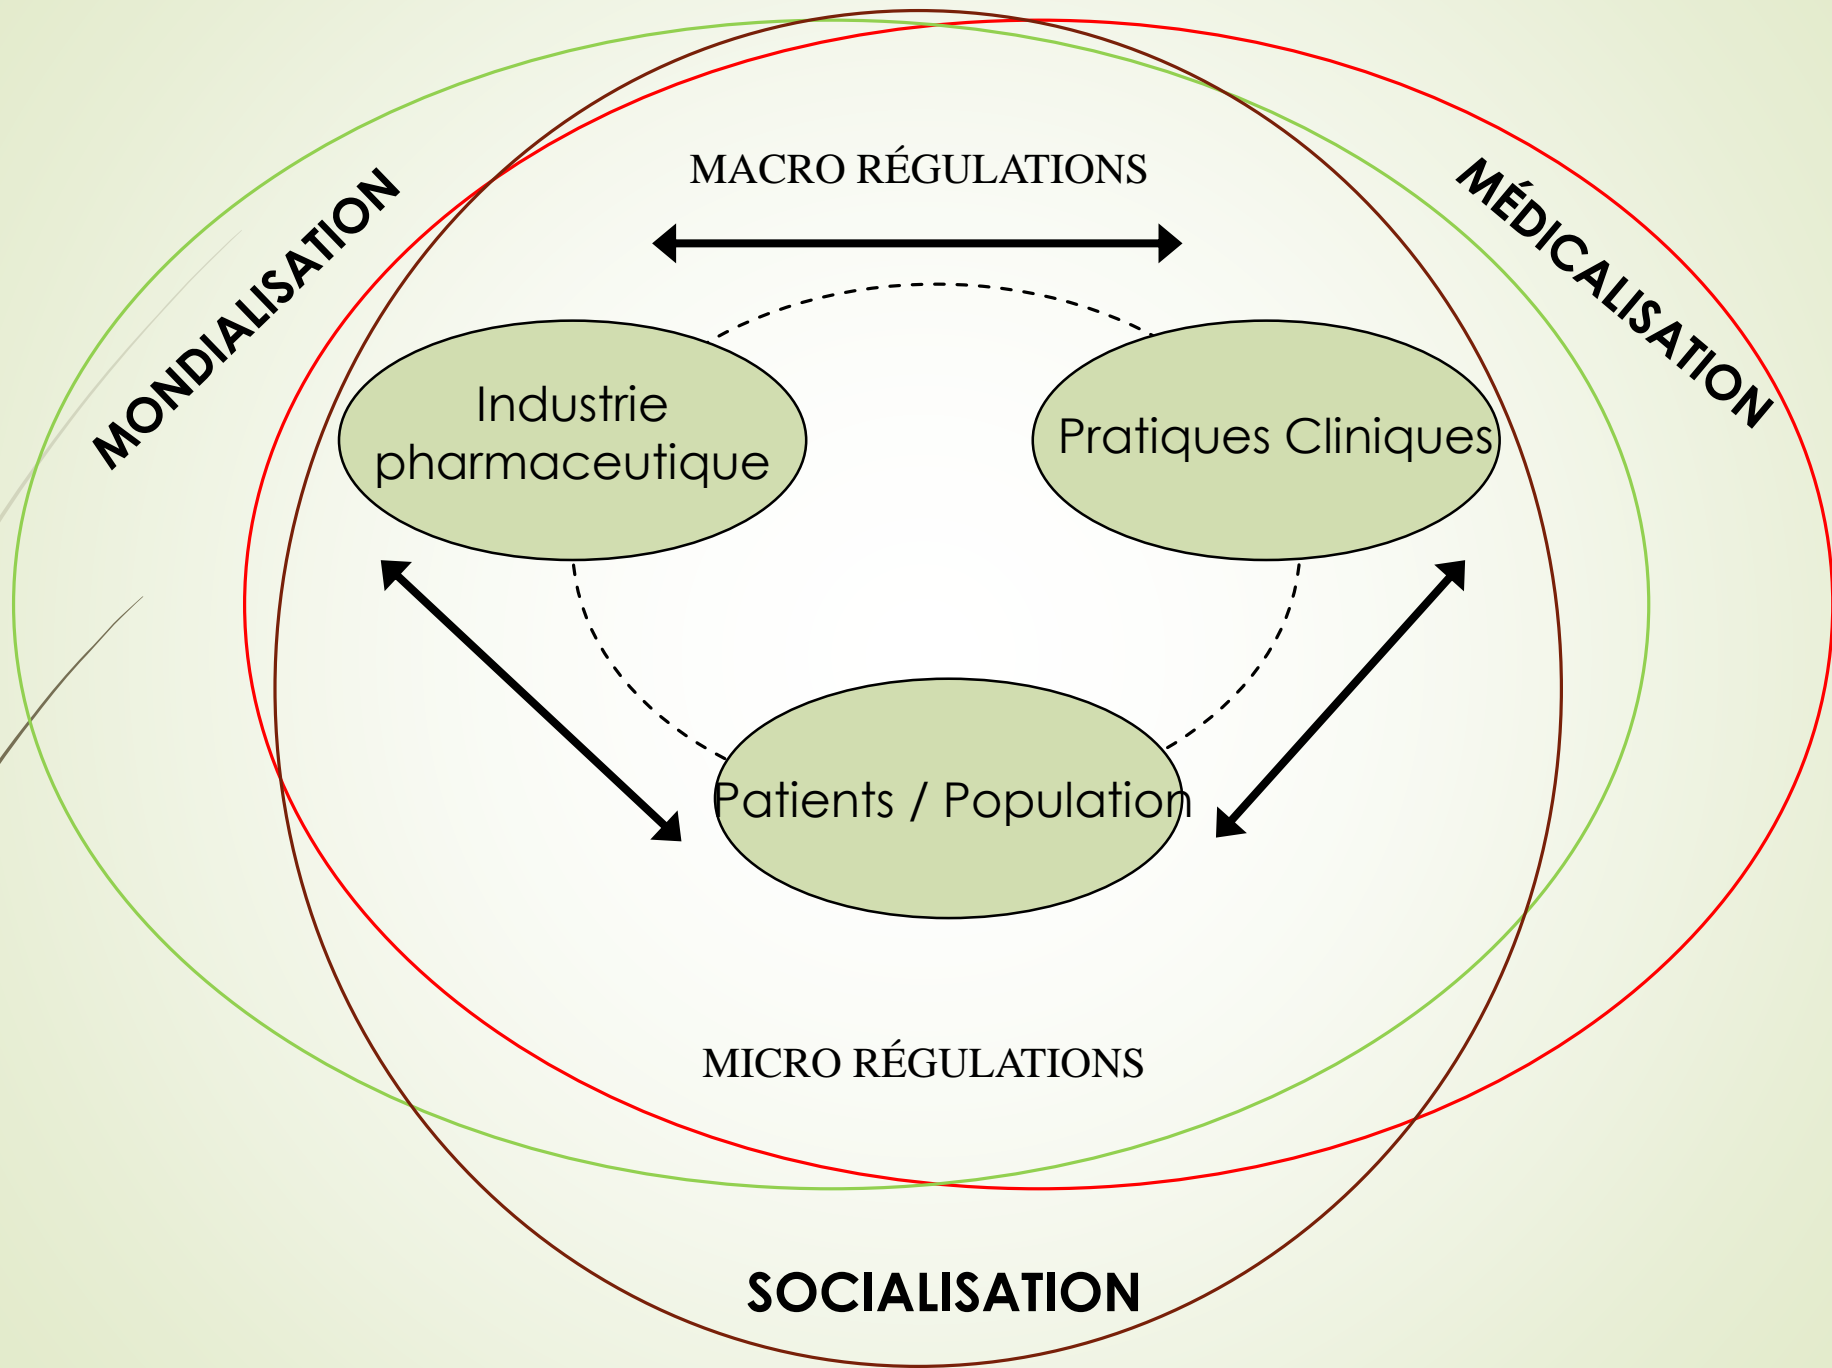 MACRO RÉGULATIONS
MONDIALISATION
MÉDICALISATION
Industrie
pharmaceutique
Pratiques Cliniques
Patients / Population
MICRO RÉGULATIONS
SOCIALISATION